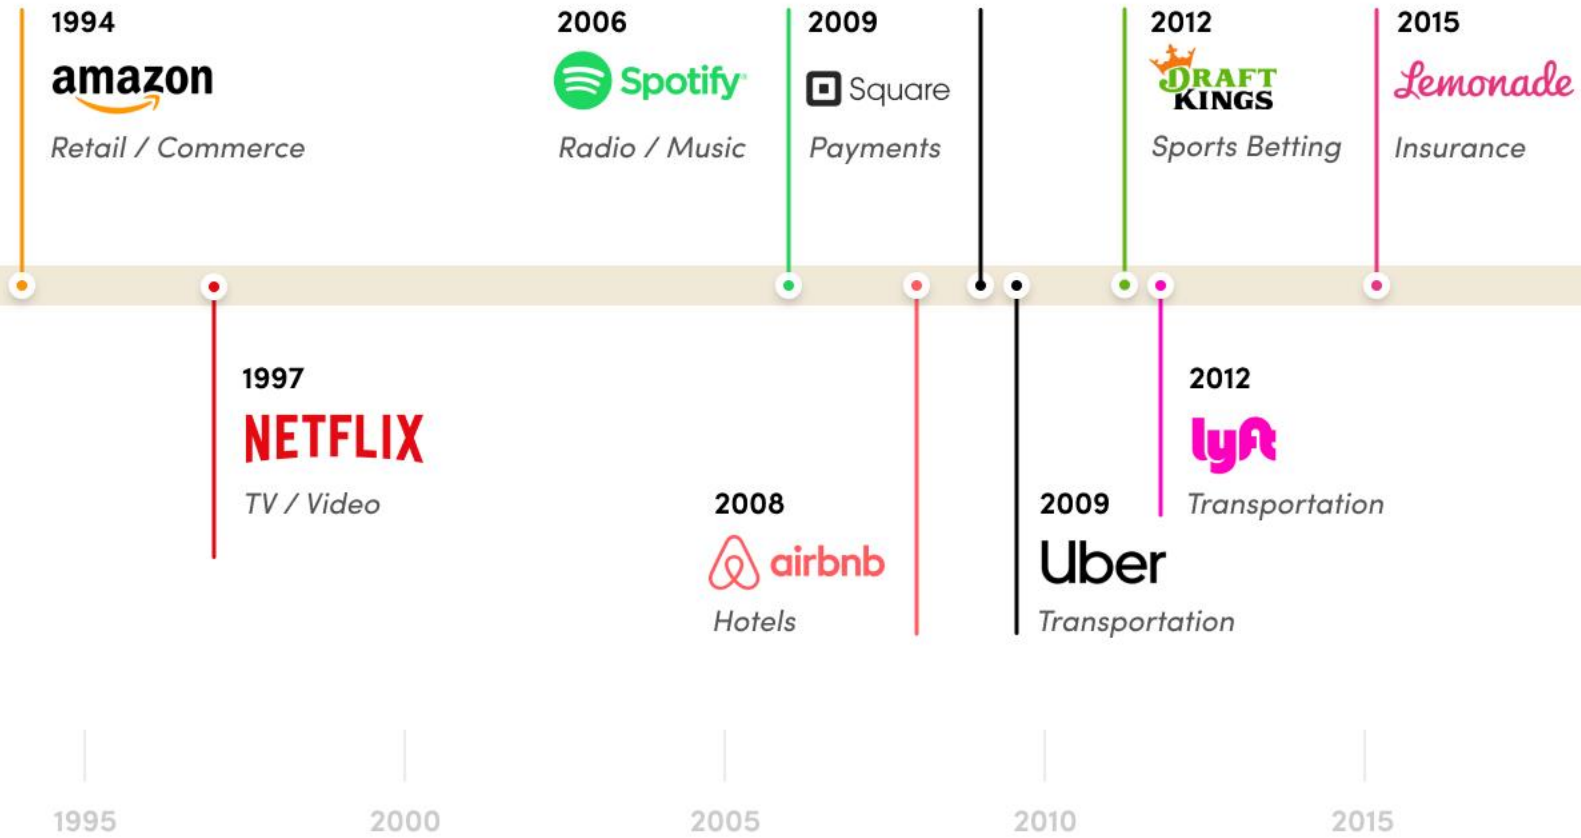 1994
amazon
Retail / Commerce
2006
Spotify
Radio / Music
2009
Square
Payments
2012
DRAFT
KINGS
Sports Betting
2015
Lemonade
Insurance
1997
NETFLIX
TV / Video
2008
airbnb
Hotels
2009
Uber
Transportation
2012
lyft
Transportation
1995
2000
2005
2010
2015